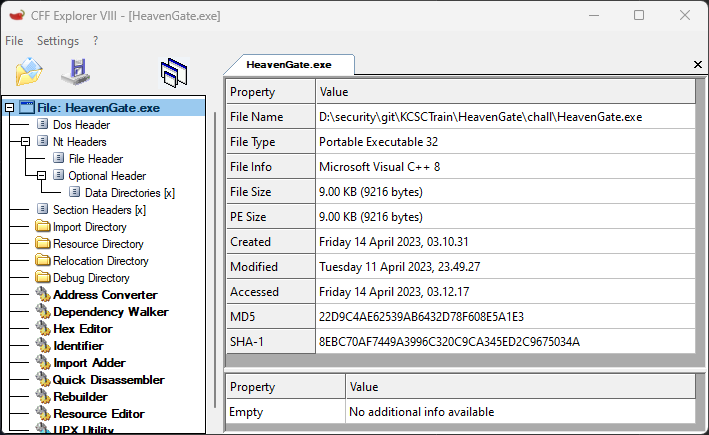 CFF Explorer VIII - [HeavenGate.exe]
File Settings ?
HeavenGate.exe
File: HeavenGate.exe
Dos Header
Nt Headers
File Header
Optional Header
Data Directories [x]
Section Headers [x]
Import Directory
Resource Directory
Relocation Directory
Debug Directory
Address Converter
Dependency Walker
Hex Editor
Identifier
Import Adder
Quick Disassembler
Rebuilder
Resource Editor
UPX Utility
Property Value
File Name D:\security\git\KCSCTrain\HeavenGate\chall\HeavenGate.exe
File Type Portable Executable 32
File Info Microsoft Visual C++ 8
File Size 9.00 KB (9216 bytes)
PE Size 9.00 KB (9216 bytes)
Created Friday 14 April 2023, 03.10.31
Modified Tuesday 11 April 2023, 23.49.27
Accessed Friday 14 April 2023, 03.12.17
MD5 22D9C4AE62539AB6432D78F608E5A1E3
SHA-1 8EBC70AF7449A3996C320C9CA345ED2C9675034A
Property Value
Empty No additional info available